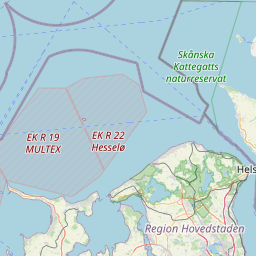 Skånska
Kattegatts
naturreservat
EK R 19
MULTEX
EK R 22
Hesselø
Hels
Region Hovedstaden